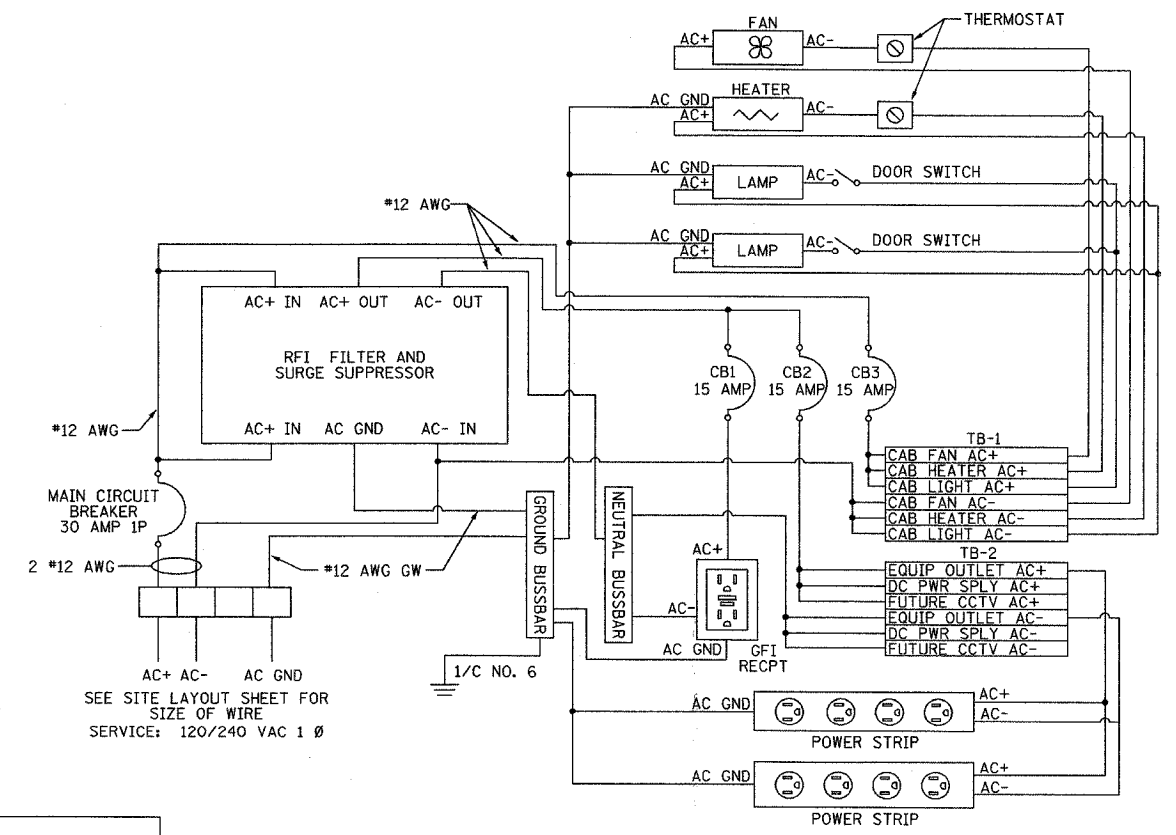 FAN
THERMOSTAT
AC+
AC-
HEATER
AC GND
AC+
AC-
AC GND
AC+
LAMP
AC-
DOOR SWITCH
AC GND
AC+
LAMP
AC-
DOOR SWITCH
#12 AWG
AC+ IN AC+ OUT AC- OUT
RFI FILTER AND
SURGE SUPPRESSOR
AC+ IN AC GND AC- IN
#12 AWG
CB1
15 AMP
CB2
15 AMP
CB3
15 AMP
MAIN CIRCUIT
BREAKER
30 AMP 1P
2 #12 AWG
#12 AWG GW
GROUND BUSSBAR
NEUTRAL BUSSBAR
TB-1
CAB FAN AC+
CAB HEATER AC+
CAB LIGHT AC+
CAB FAN AC-
CAB HEATER AC-
CAB LIGHT AC-
TB-2
EQUIP OUTLET AC+
DC PWR SPLY AC+
FUTURE CCTV AC+
EQUIP OUTLET AC-
DC PWR SPLY AC-
FUTURE CCTV AC-
AC+
AC-
AC GND
GFI
RECPT
1/C NO. 6
AC+ AC- AC GND
SEE SITE LAYOUT SHEET FOR
SIZE OF WIRE
SERVICE: 120/240 VAC 1 Ø
AC GND
AC+
AC-
POWER STRIP
AC GND
AC+
AC-
POWER STRIP